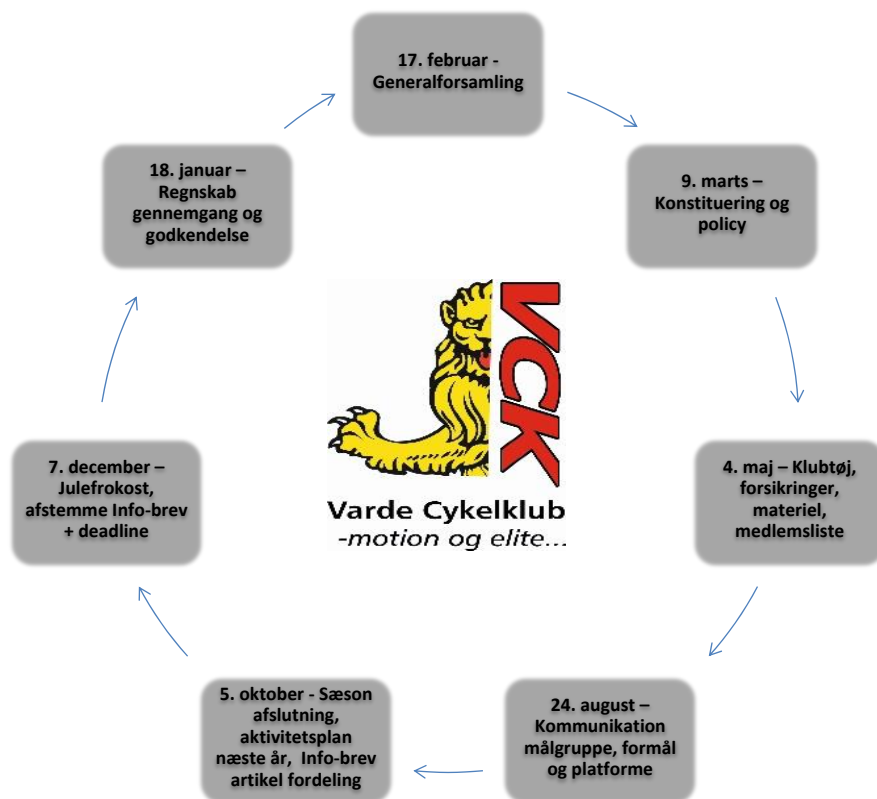 17. februar -
Generalforsamling
9. marts –
Konstituering og
policy
4. maj – Klubtøj,
forsikringer,
materiel,
medlemsliste
24. august –
Kommunikation
målgruppe, formål
og platforme
5. oktober - Sæson
afslutning,
aktivitetsplan
næste år, Info-brev
artikel fordeling
7. december –
Julefrokost,
afstemme Info-brev
+ deadline
18. januar –
Regnskab
gennemgang og
godkendelse
VCK
Varde Cykelklub
-motion og elite...